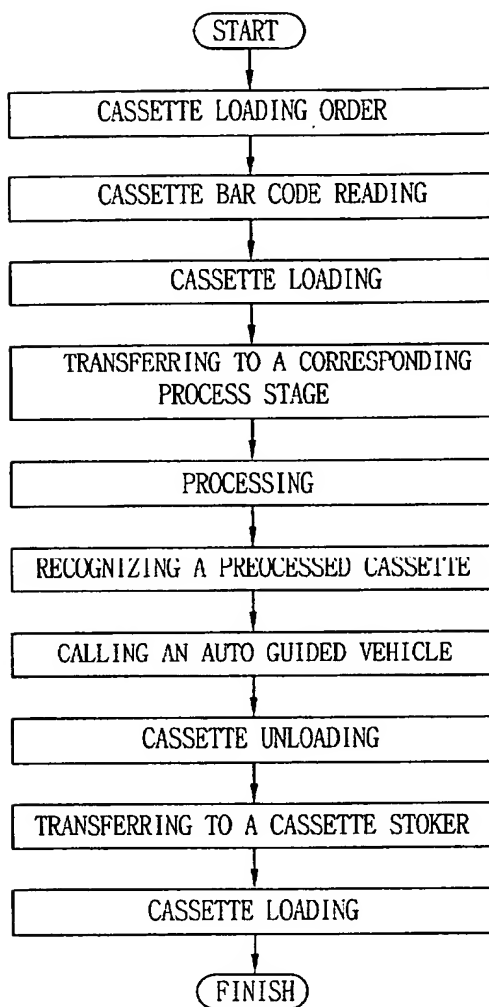 START
CASSETTE LOADING ORDER
CASSETTE BAR CODE READING
CASSETTE LOADING
TRANSFERRING TO A CORRESPONDING
PROCESS STAGE
PROCESSING
RECOGNIZING A PREOCESSED CASSETTE
CALLING AN AUTO GUIDED VEHICLE
CASSETTE UNLOADING
TRANSFERRING TO A CASSETTE STOKER
CASSETTE LOADING
FINISH